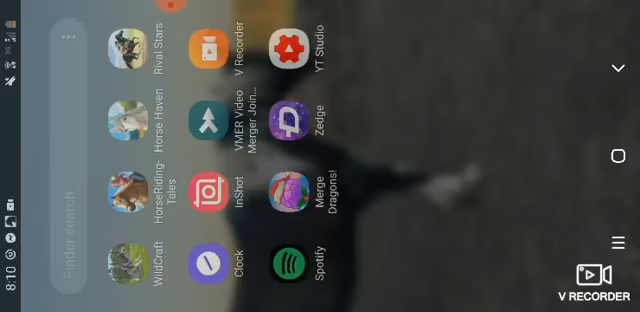 8:10
Finder search
WildCraft
HorseRiding-
Tales
Horse Haven
Rival Stars
Clock
InShot
VMER Video
Merger Join...
V Recorder
Spotify
Merge
Dragons!
Zedge
YT Studio
V RECORDER